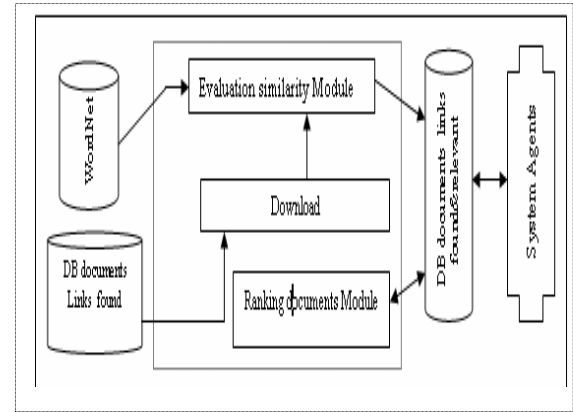 WordNet
Evaluation similarity Module
Download
DB documents
Links found
Ranking documents Module
DB documents links
found&relevant
System Agents